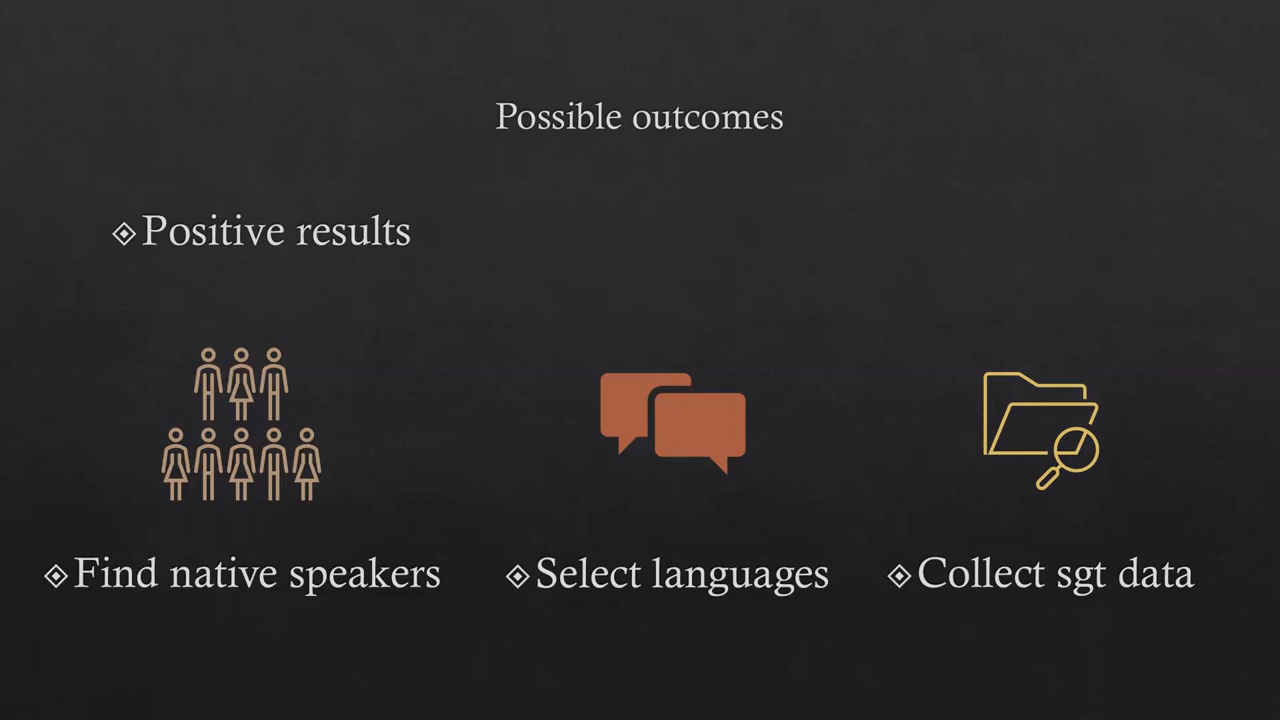 Possible outcomes
Positive results
Find native speakers
Select languages
Collect sgt data